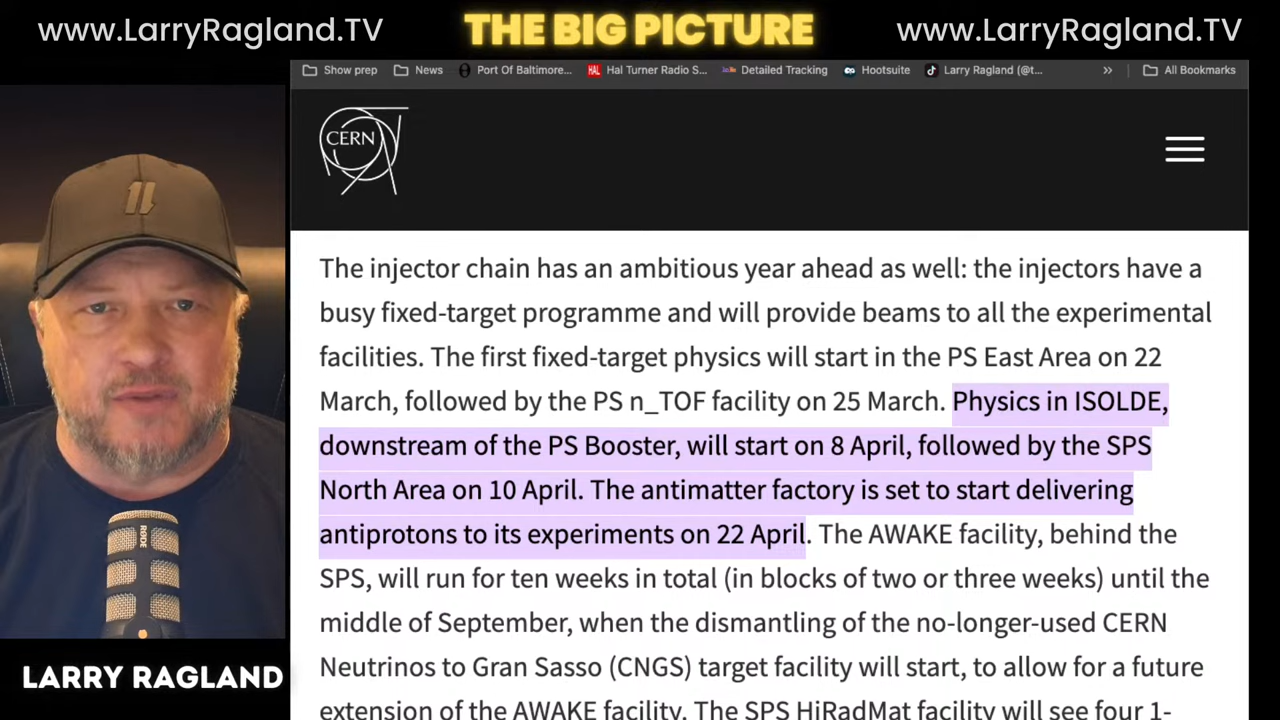 www.LarryRagland.TV
THE BIG PICTURE
www.LarryRagland.TV
Show prep
News
Port Of Baltimore...
HAL
Hal Turner Radio S...
Detailed Tracking
Hootsuite
Larry Ragland (@t...
»
All Bookmarks
CERN
The injector chain has an ambitious year ahead as well: the injectors have a
busy fixed-target programme and will provide beams to all the experimental
facilities. The first fixed-target physics will start in the PS East Area on 22
March, followed by the PS n_TOF facility on 25 March. Physics in ISOLDE,
downstream of the PS Booster, will start on 8 April, followed by the SPS
North Area on 10 April. The antimatter factory is set to start delivering
antiprotons to its experiments on 22 April. The AWAKE facility, behind the
SPS, will run for ten weeks in total (in blocks of two or three weeks) until the
middle of September, when the dismantling of the no-longer-used CERN
Neutrinos to Gran Sasso (CNGS) target facility will start, to allow for a future
extension of the AWAKE facility. The SPS HiRadMat facility will see four 1-
RØDE
LARRY RAGLAND